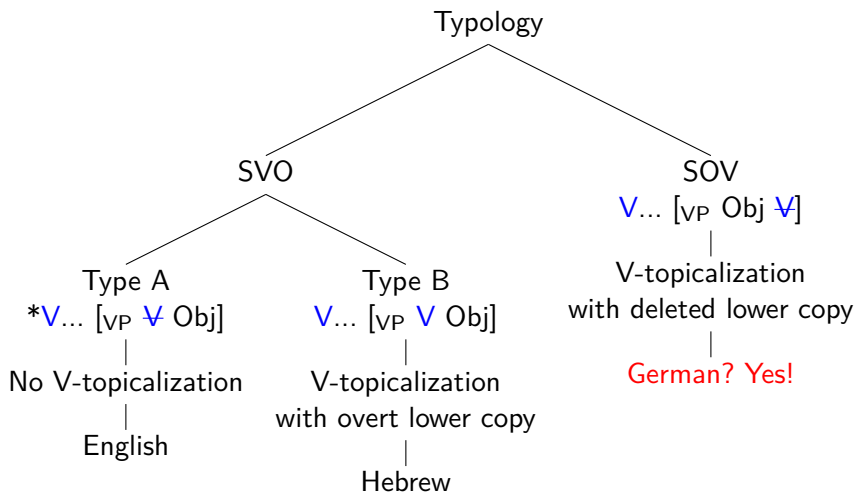 Typology
SVO
SOV
V... [VP Obj V̶]
Type A
*V... [VP V̶ Obj]
No V-topicalization
English
Type B
V... [VP V Obj]
V-topicalization
with overt lower copy
Hebrew
V-topicalization
with deleted lower copy
German? Yes!